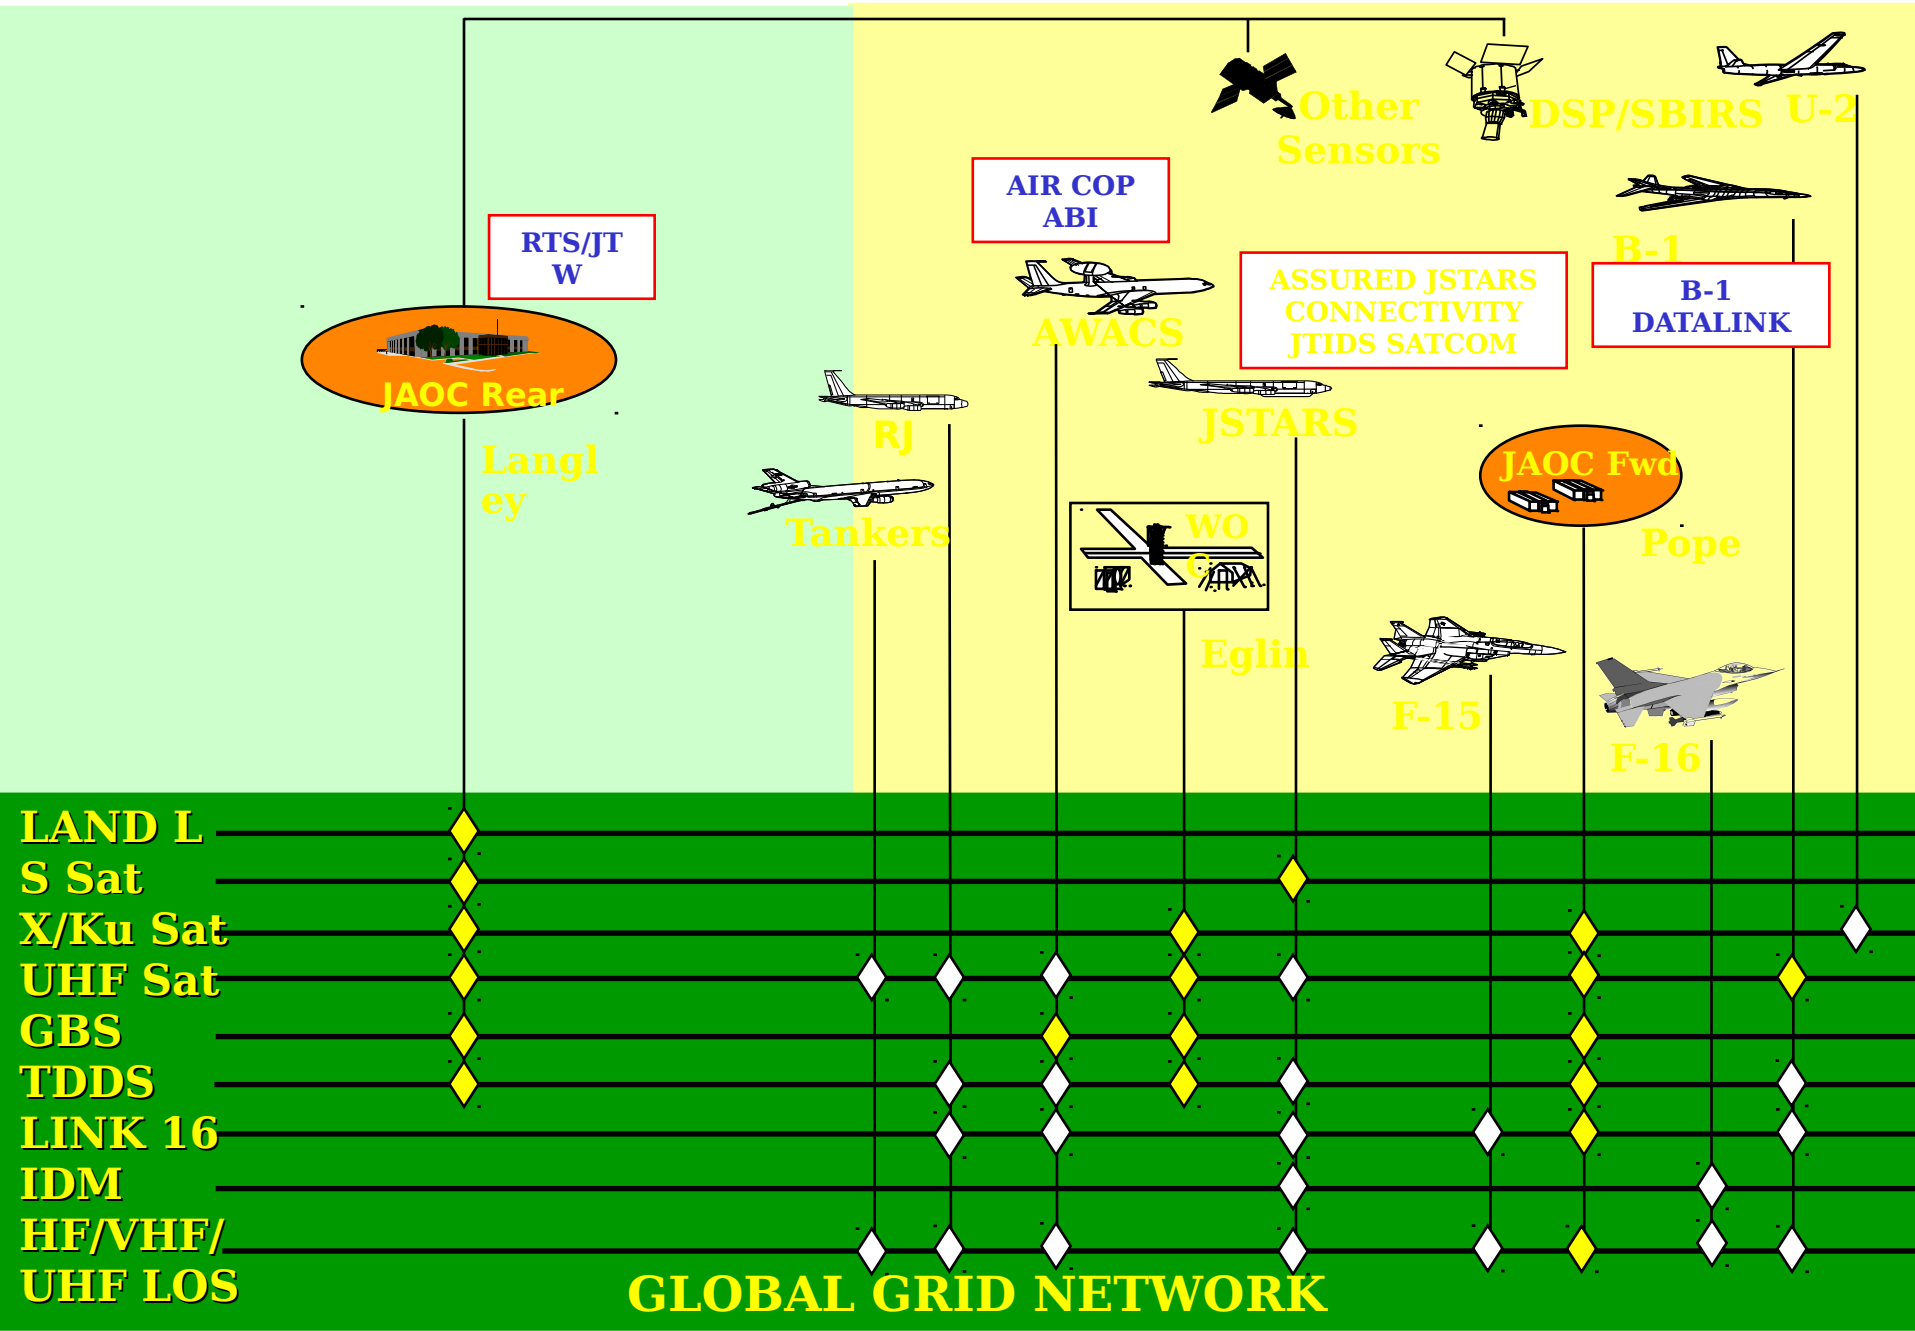 Other
Sensors
DSP/SBIRS
U-2
AIR COP
ABI
RTS/JT
W
B-1
ASSURED JSTARS
CONNECTIVITY
JTIDS SATCOM
B-1
DATALINK
AWACS
JAOC Rear
RJ
JSTARS
Langl
ey
JAOC Fwd
Tankers
WO
C
Pope
Eglin
F-15
F-16
LAND L
S Sat
X/Ku Sat
UHF Sat
GBS
TDDS
LINK 16
IDM
HF/VHF/
UHF LOS
GLOBAL GRID NETWORK